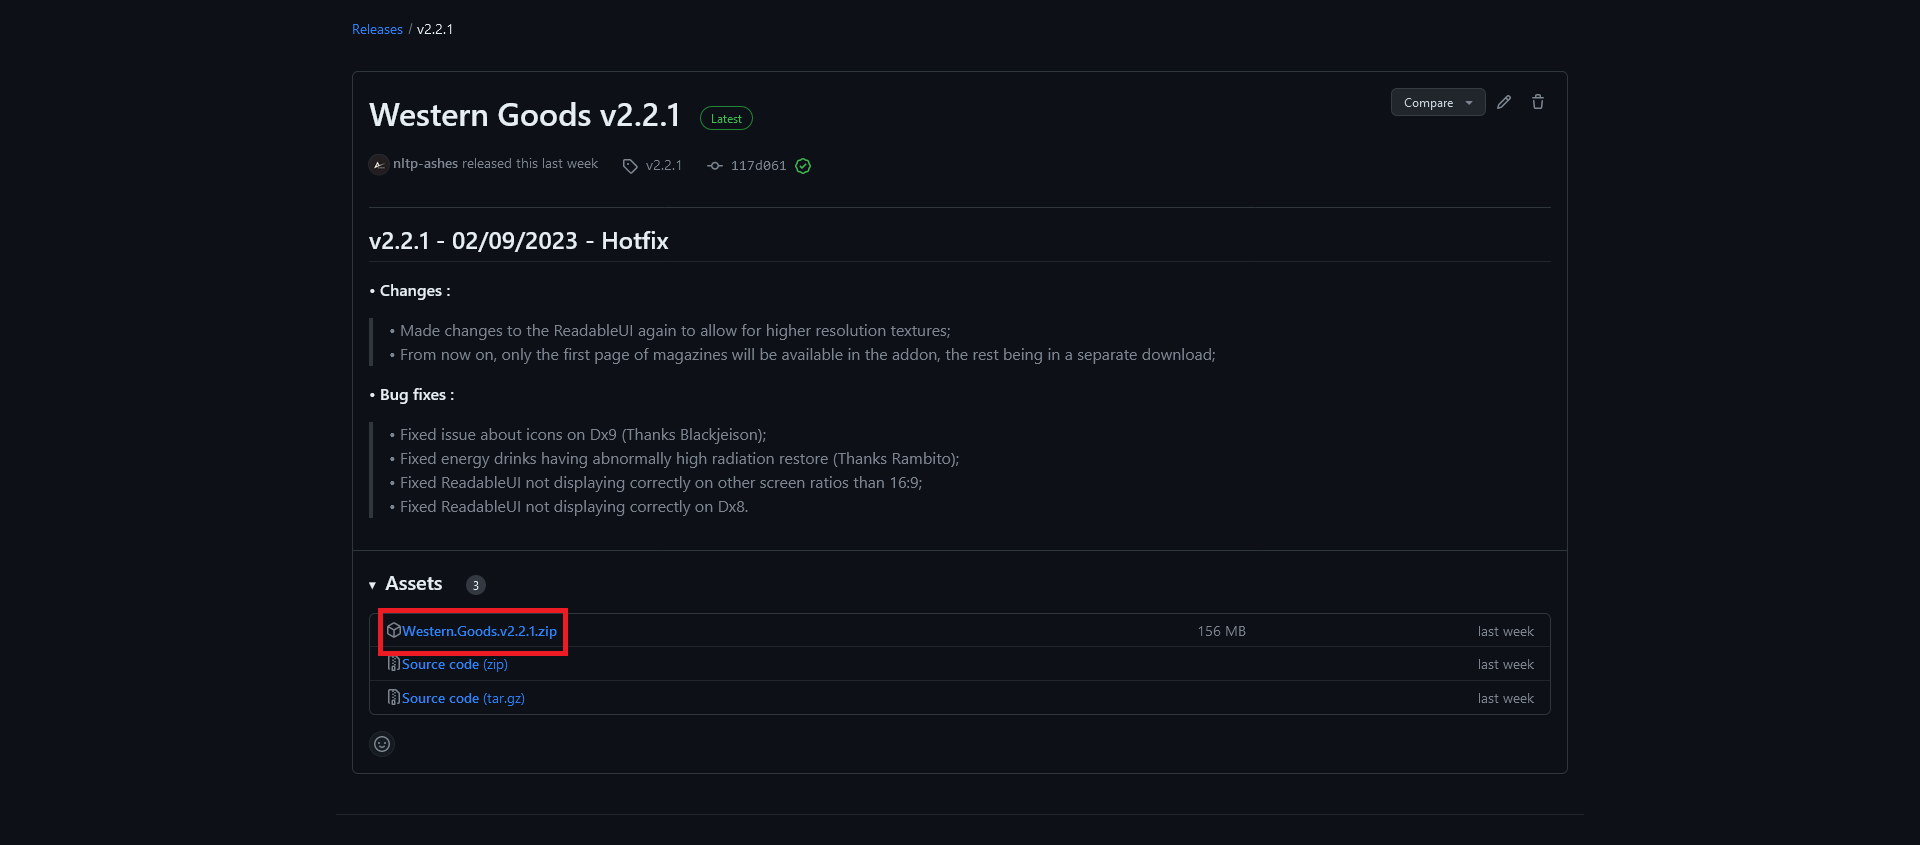 Releases / v2.2.1
Western Goods v2.2.1 Latest Compare
nltp-ashes released this last week v2.2.1 117d061
v2.2.1 - 02/09/2023 - Hotfix
• Changes :
• Made changes to the ReadableUI again to allow for higher resolution textures;
• From now on, only the first page of magazines will be available in the addon, the rest being in a separate download;
• Bug fixes :
• Fixed issue about icons on Dx9 (Thanks Blackjeison);
• Fixed energy drinks having abnormally high radiation restore (Thanks Rambito);
• Fixed ReadableUI not displaying correctly on other screen ratios than 16:9;
• Fixed ReadableUI not displaying correctly on Dx8.
Assets 3
Western.Goods.v2.2.1.zip 156 MB last week
Source code (zip) last week
Source code (tar.gz) last week